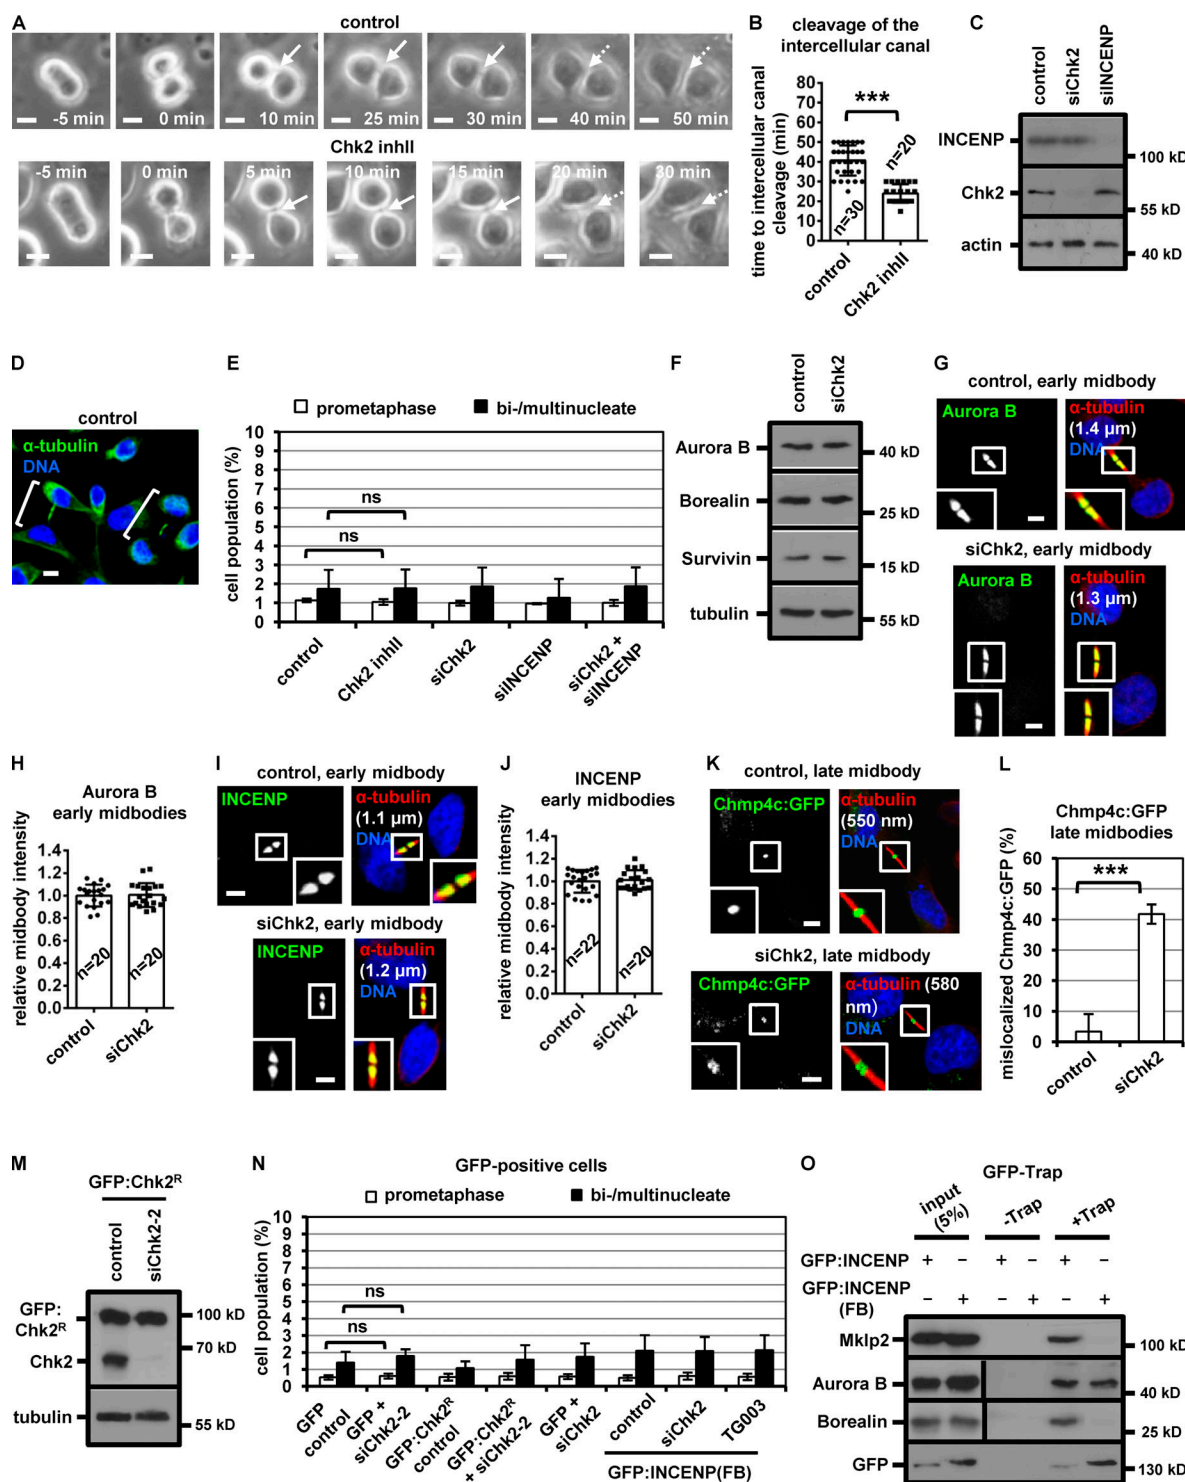 A
control
-5 min
0 min
10 min
25 min
30 min
40 min
50 min
Chk2 inhII
-5 min
0 min
5 min
10 min
15 min
20 min
30 min
B
cleavage of the
intercellular canal
time to intercellular canal
cleavage (min)
80
70
60
50
40
30
20
10
0
***
n=30
n=20
control
Chk2 inhII
C
control
siChk2
siINCENP
INCENP
100 kD
Chk2
55 kD
actin
40 kD
D
control
α-tubulin
DNA
E
prometaphase
bi-/multinucleate
cell population (%)
10
9
8
7
6
5
4
3
2
1
0
ns
ns
control
Chk2 inhII
siChk2
siINCENP
siChk2 +
siINCENP
F
control
siChk2
Aurora B
40 kD
Borealin
25 kD
Survivin
15 kD
tubulin
55 kD
G
control, early midbody
Aurora B
α-tubulin
(1.4 µm)
DNA
siChk2, early midbody
Aurora B
α-tubulin
(1.3 µm)
DNA
H
Aurora B
early midbodies
relative midbody intensity
1.4
1.2
1.0
0.8
0.6
0.4
0.2
0.0
n=20
n=20
control
siChk2
I
control, early midbody
INCENP
α-tubulin
(1.1 µm)
DNA
siChk2, early midbody
INCENP
α-tubulin
(1.2 µm)
DNA
J
INCENP
early midbodies
relative midbody intensity
1.4
1.2
1.0
0.8
0.6
0.4
0.2
0.0
n=22
n=20
control
siChk2
K
control, late midbody
Chmp4c:GFP
α-tubulin
(550 nm)
DNA
siChk2, late midbody
Chmp4c:GFP
α-tubulin (580
nm)
DNA
L
Chmp4c:GFP
late midbodies
mislocalized Chmp4c:GFP (%)
60
50
40
30
20
10
0
***
control
siChk2
M
GFP:Chk2R
control
siChk2-2
GFP:
Chk2R
100 kD
70 kD
Chk2
tubulin
55 kD
N
GFP-positive cells
prometaphase
bi-/multinucleate
cell population (%)
10
9
8
7
6
5
4
3
2
1
0
ns
ns
GFP
control
GFP +
siChk2-2
GFP:Chk2R
control
GFP:Chk2R
+ siChk2-2
GFP +
siChk2
control
siChk2
TG003
GFP:INCENP(FB)
O
GFP-Trap
input
(5%)
-Trap
+Trap
GFP:INCENP + – + – + –
GFP:INCENP
(FB) – + – + – +
Mklp2
100 kD
Aurora B
40 kD
Borealin
25 kD
GFP
130 kD